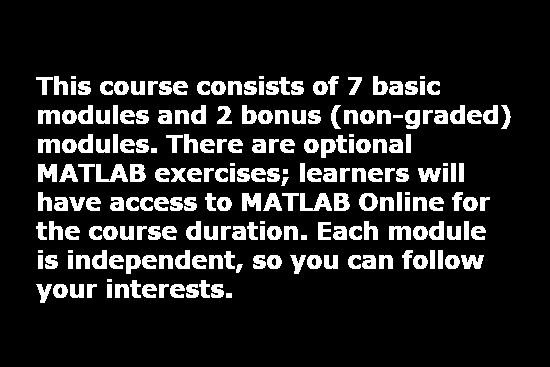 This course consists of 7 basic
modules and 2 bonus (non-graded)
modules. There are optional
MATLAB exercises; learners will
have access to MATLAB Online for
the course duration. Each module
is independent, so you can follow
your interests.